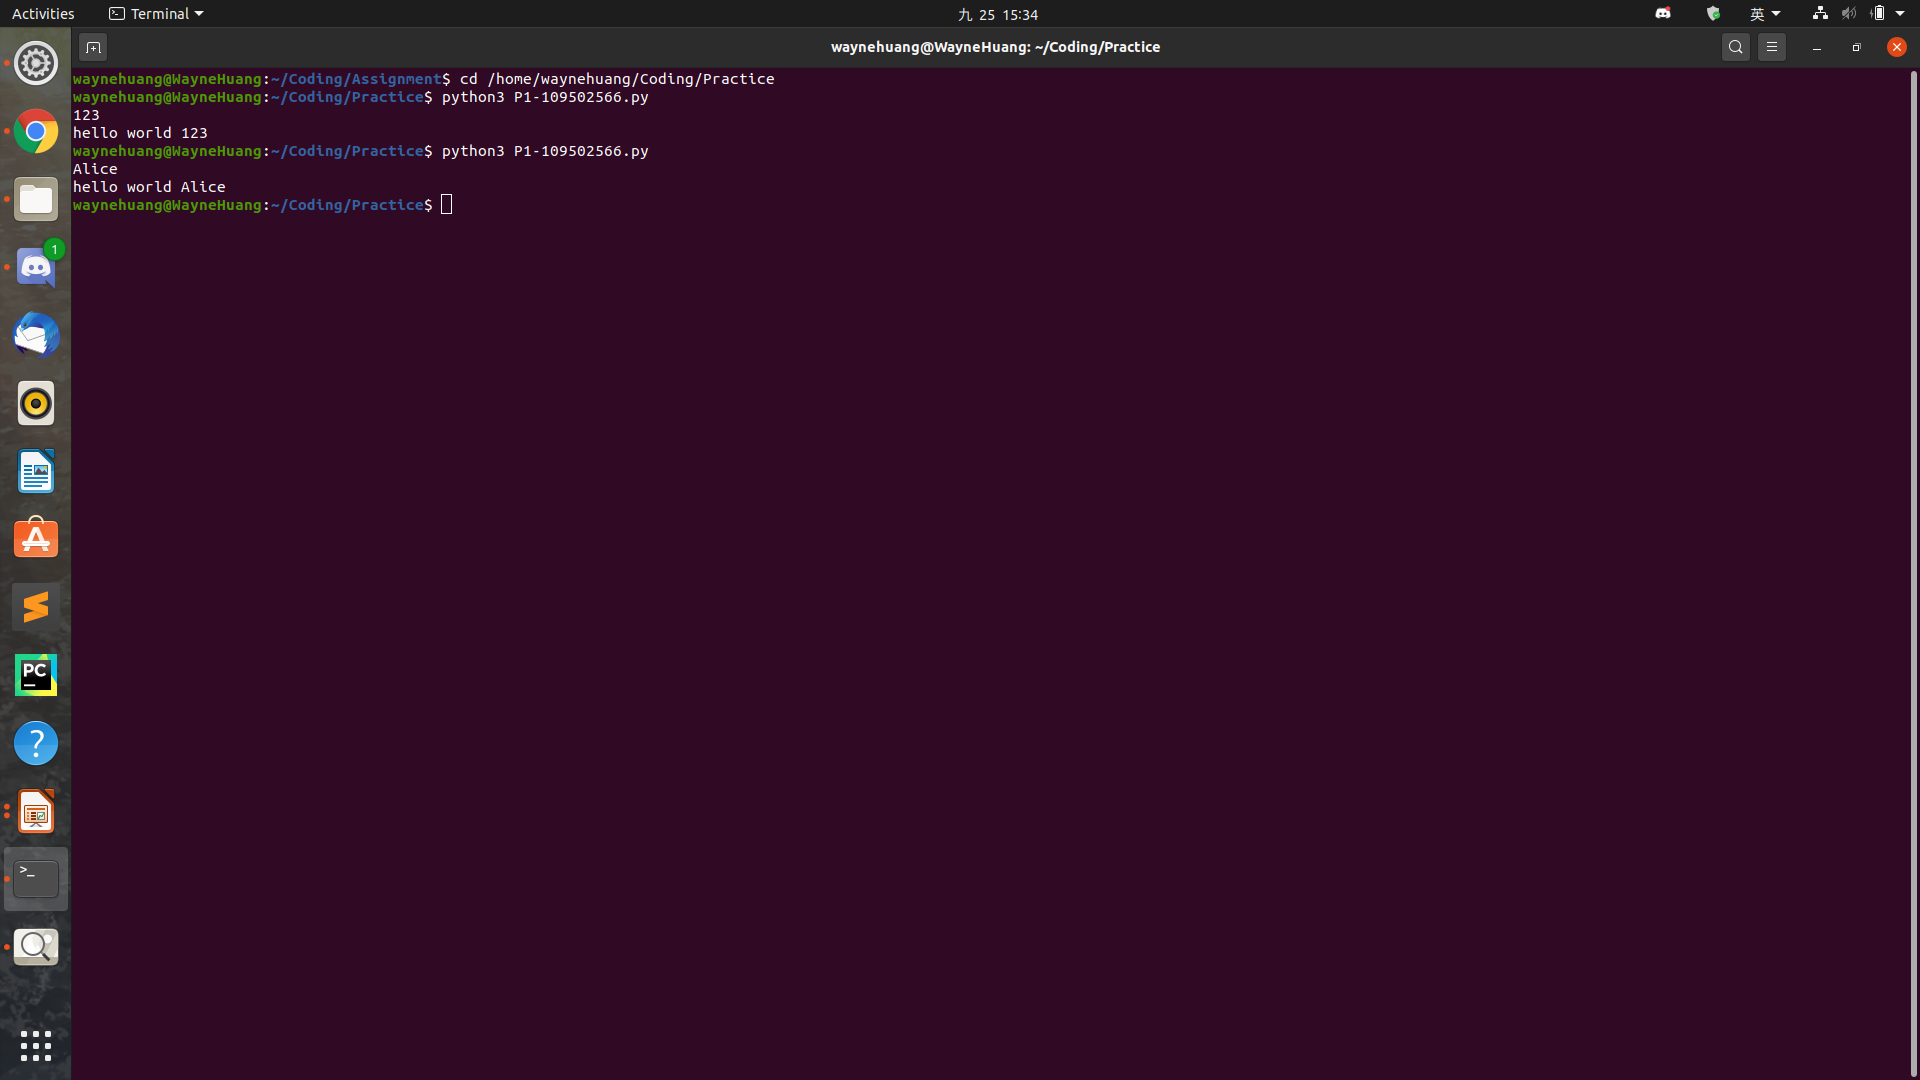 Activities
Terminal
九 25 15:34
英
waynehuang@WayneHuang: ~/Coding/Practice
waynehuang@WayneHuang:~/Coding/Assignment$ cd /home/waynehuang/Coding/Practice
waynehuang@WayneHuang:~/Coding/Practice$ python3 P1-109502566.py
123
hello world 123
waynehuang@WayneHuang:~/Coding/Practice$ python3 P1-109502566.py
Alice
hello world Alice
waynehuang@WayneHuang:~/Coding/Practice$
1
PC
?
>_